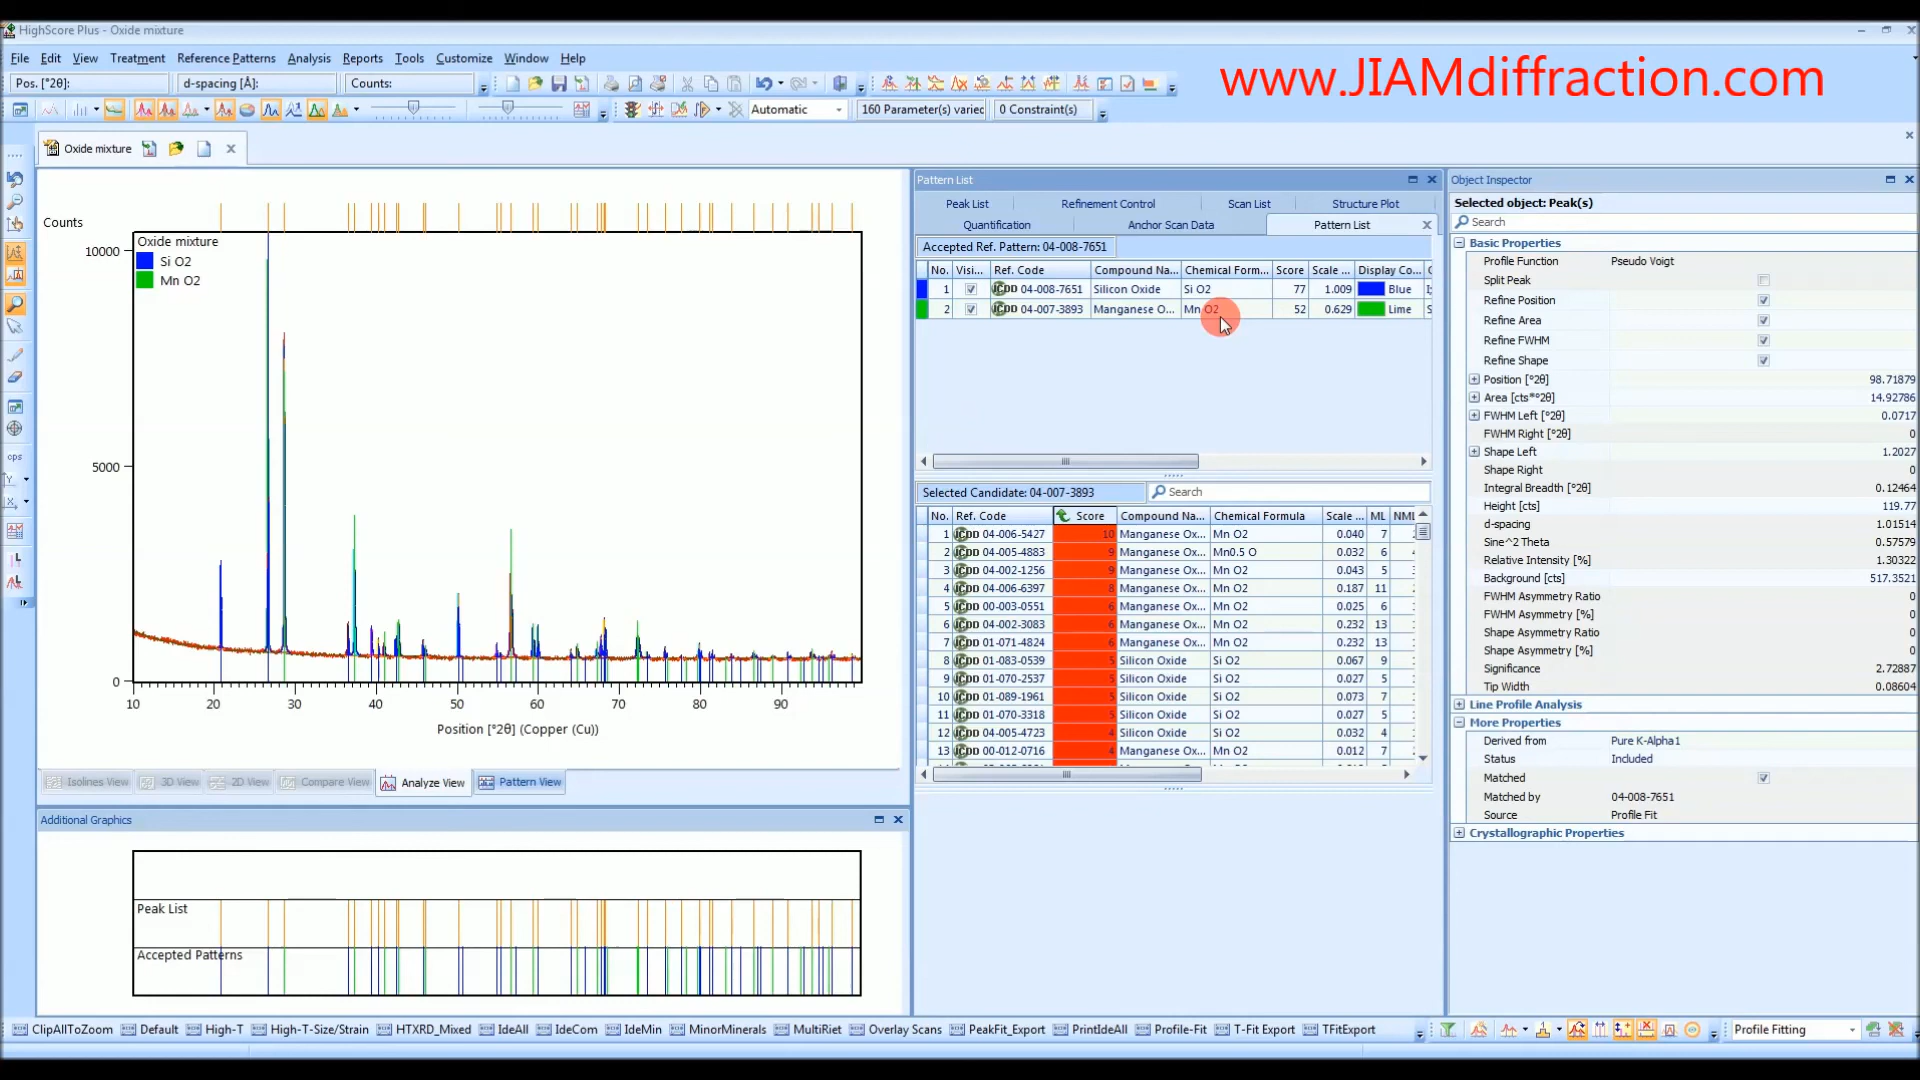 HighScore Plus - Oxide mixture
www.JIAMdiffraction.com
File Edit View Treatment Reference Patterns Analysis Reports Tools Customize Window Help
Pos. [°2θ]: d-spacing [Å]: Counts:
Automatic 160 Parameter(s) varied 0 Constraint(s)
Oxide mixture
Counts
10000
5000
0
Oxide mixture
Si O2
Mn O2
10 20 30 40 50 60 70 80 90
Position [°2θ] (Copper (Cu))
Isolines View 3D View 2D View Compare View Analyze View Pattern View
Additional Graphics
Peak List
Accepted Patterns
Pattern List
Peak List Refinement Control Scan List Structure Plot
Quantification Anchor Scan Data Pattern List
Accepted Ref. Pattern: 04-008-7651
No. Visi... Ref. Code Compound Na... Chemical Form... Score Scale ... Display Co...
1 04-008-7651 Silicon Oxide Si O2 77 1.009 Blue
2 04-007-3893 Manganese O... Mn O2 52 0.629 Lime
Selected Candidate: 04-007-3893 Search
No. Ref. Code Score Compound Na... Chemical Formula Scale ... ML NML
1 04-006-5427 10 Manganese Ox... Mn O2 0.040 7
2 04-005-4883 9 Manganese Ox... Mn0.5 O 0.032 6
3 04-002-1256 9 Manganese Ox... Mn O2 0.043 5
4 04-006-6397 8 Manganese Ox... Mn O2 0.187 11
5 00-003-0551 6 Manganese Ox... Mn O2 0.025 6
6 04-002-3083 6 Manganese Ox... Mn O2 0.232 13
7 01-071-4824 6 Manganese Ox... Mn O2 0.232 13
8 01-083-0539 5 Silicon Oxide Si O2 0.067 9
9 01-070-2537 5 Silicon Oxide Si O2 0.027 5
10 01-089-1961 5 Silicon Oxide Si O2 0.073 7
11 01-070-3318 5 Silicon Oxide Si O2 0.027 5
12 04-005-4723 4 Silicon Oxide Si O2 0.032 4
13 00-012-0716 4 Manganese Ox... Mn O2 0.012 7
Object Inspector
Selected object: Peak(s)
Search
Basic Properties
Profile Function Pseudo Voigt
Split Peak
Refine Position
Refine Area
Refine FWHM
Refine Shape
Position [°2θ] 98.71879
Area [cts*°2θ] 14.92786
FWHM Left [°2θ] 0.0717
FWHM Right [°2θ] 0
Shape Left 1.2027
Shape Right 0
Integral Breadth [°2θ] 0.12464
Height [cts] 119.77
d-spacing 1.01514
Sine^2 Theta 0.57579
Relative Intensity [%] 1.30322
Background [cts] 517.3521
FWHM Asymmetry Ratio 0
FWHM Asymmetry [%] 0
Shape Asymmetry Ratio 0
Shape Asymmetry [%] 0
Significance 2.72887
Tip Width 0.08604
Line Profile Analysis
More Properties
Derived from Pure K-Alpha1
Status Included
Matched
Matched by 04-008-7651
Source Profile Fit
Crystallographic Properties
ClipAllToZoom Default High-T High-T-Size/Strain HTXRD_Mixed IdeAll IdeCom IdeMin MinorMinerals MultiRiet Overlay Scans PeakFit_Export PrintIdeAll Profile-Fit T-Fit Export TFitExport Profile Fitting